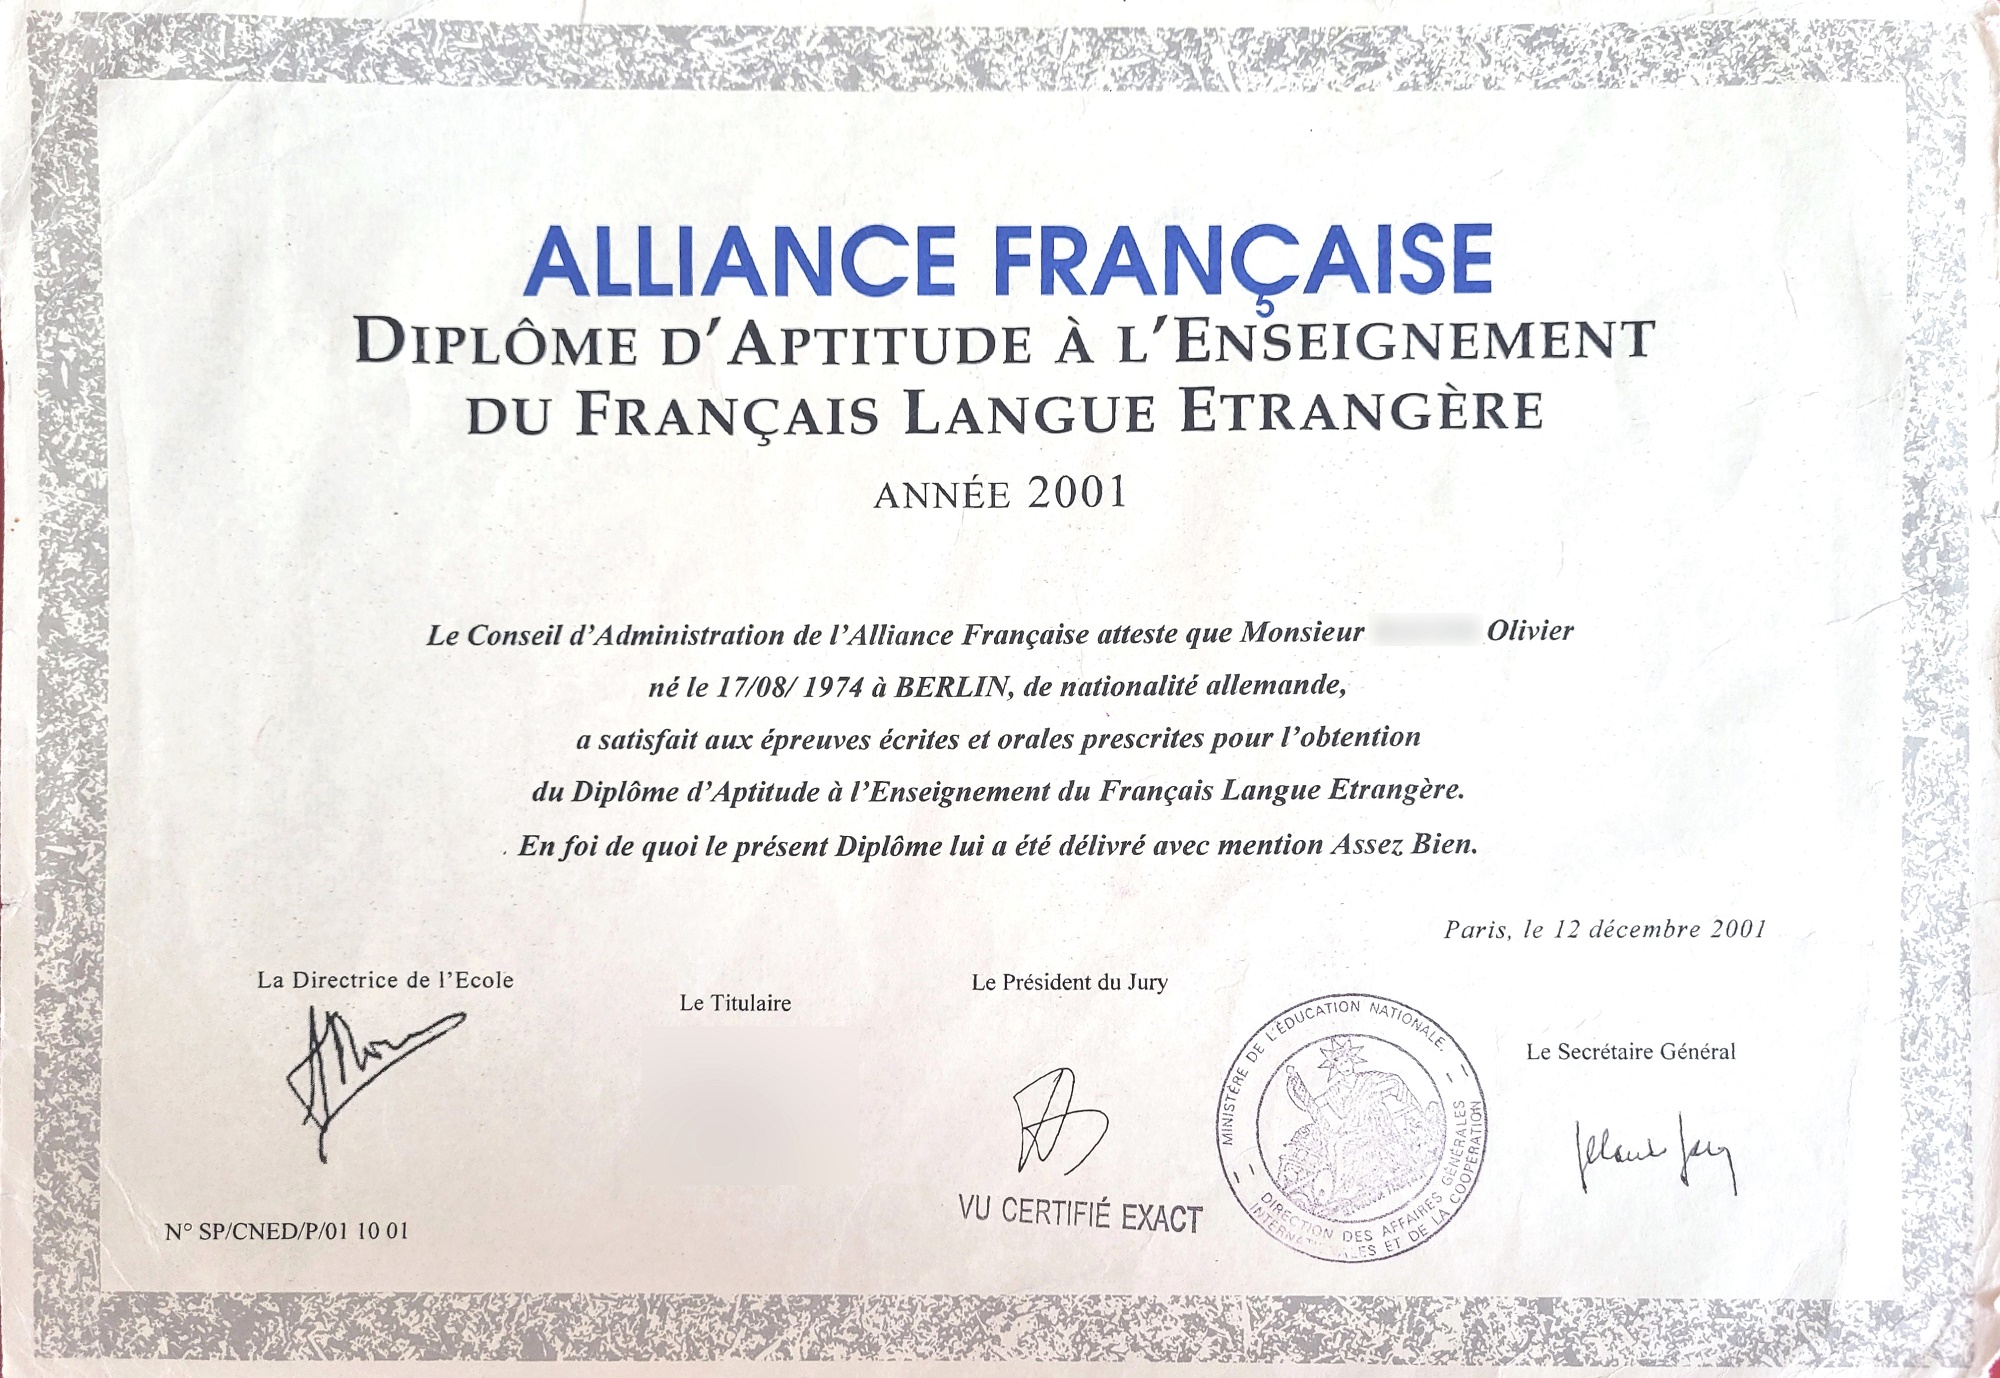 ALLIANCE FRANÇAISE
DIPLÔME D'APTITUDE À L'ENSEIGNEMENT
DU FRANÇAIS LANGUE ETRANGÈRE
ANNÉE 2001
Le Conseil d'Administration de l'Alliance Française atteste que Monsieur Olivier
né le 17/08/ 1974 à BERLIN, de nationalité allemande,
a satisfait aux épreuves écrites et orales prescrites pour l'obtention
du Diplôme d'Aptitude à l'Enseignement du Français Langue Etrangère.
En foi de quoi le présent Diplôme lui a été délivré avec mention Assez Bien.
Paris, le 12 décembre 2001
La Directrice de l'Ecole
Le Titulaire
Le Président du Jury
Le Secrétaire Général
MINISTÈRE DE L'ÉDUCATION NATIONALE.
DIRECTION DES AFFAIRES GÉNÉRALES
INTERNATIONALES ET DE LA COOPÉRATION
VU CERTIFIÉ EXACT
N° SP/CNED/P/01 10 01